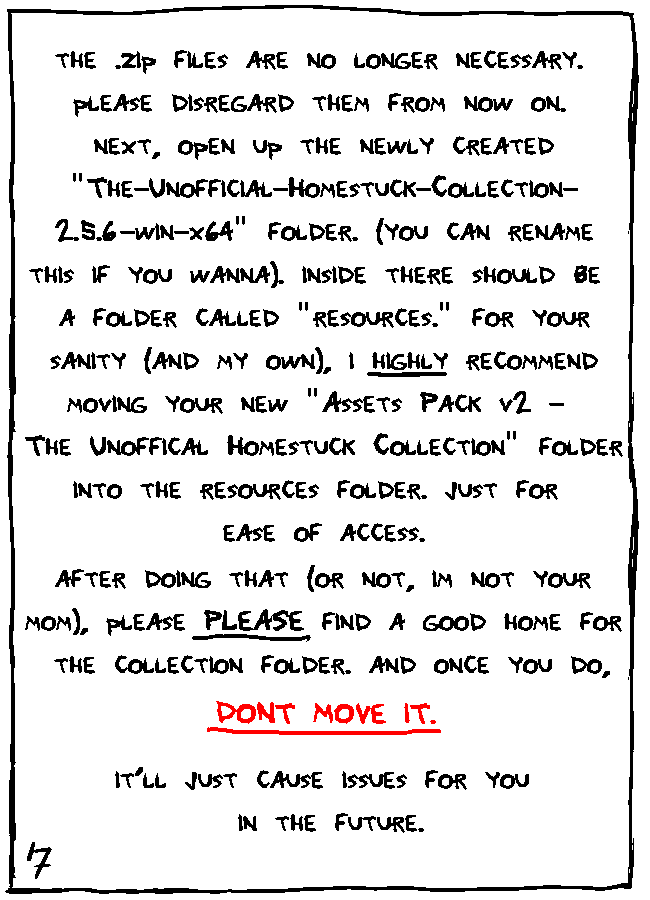 THE .ZIP FILES ARE NO LONGER NECESSARY.
PLEASE DISREGARD THEM FROM NOW ON.
NEXT, OPEN UP THE NEWLY CREATED
"THE-UNOFFICIAL-HOMESTUCK-COLLECTION-
2.5.6-WIN-X64" FOLDER. (YOU CAN RENAME
THIS IF YOU WANNA). INSIDE THERE SHOULD BE
A FOLDER CALLED "RESOURCES." FOR YOUR
SANITY (AND MY OWN), I HIGHLY RECOMMEND
MOVING YOUR NEW "ASSETS PACK V2 -
THE UNOFFICAL HOMESTUCK COLLECTION" FOLDER
INTO THE RESOURCES FOLDER. JUST FOR
EASE OF ACCESS.
AFTER DOING THAT (OR NOT, IM NOT YOUR
MOM), PLEASE PLEASE FIND A GOOD HOME FOR
THE COLLECTION FOLDER. AND ONCE YOU DO,
DONT MOVE IT.
IT'LL JUST CAUSE ISSUES FOR YOU
IN THE FUTURE.
7